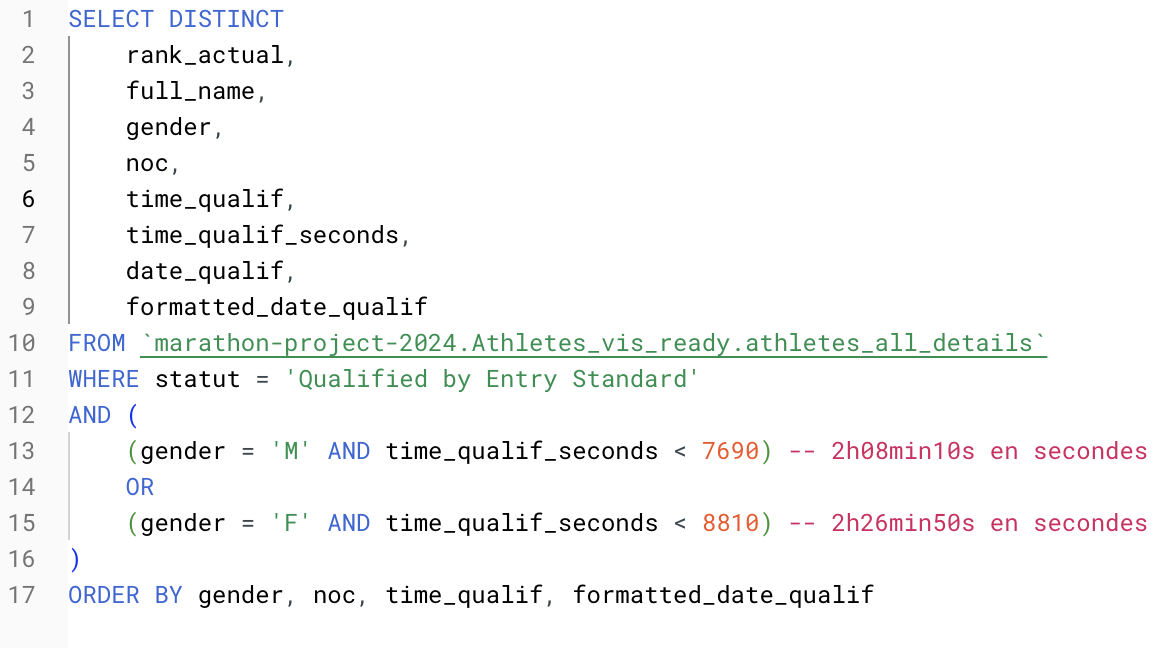 1 SELECT DISTINCT
2 rank_actual,
3 full_name,
4 gender,
5 noc,
6 time_qualif,
7 time_qualif_seconds,
8 date_qualif,
9 formatted_date_qualif
10 FROM `marathon-project-2024.Athletes_vis_ready.athletes_all_details`
11 WHERE statut = 'Qualified by Entry Standard'
12 AND (
13 (gender = 'M' AND time_qualif_seconds < 7690) -- 2h08min10s en secondes
14 OR
15 (gender = 'F' AND time_qualif_seconds < 8810) -- 2h26min50s en secondes
16 )
17 ORDER BY gender, noc, time_qualif, formatted_date_qualif